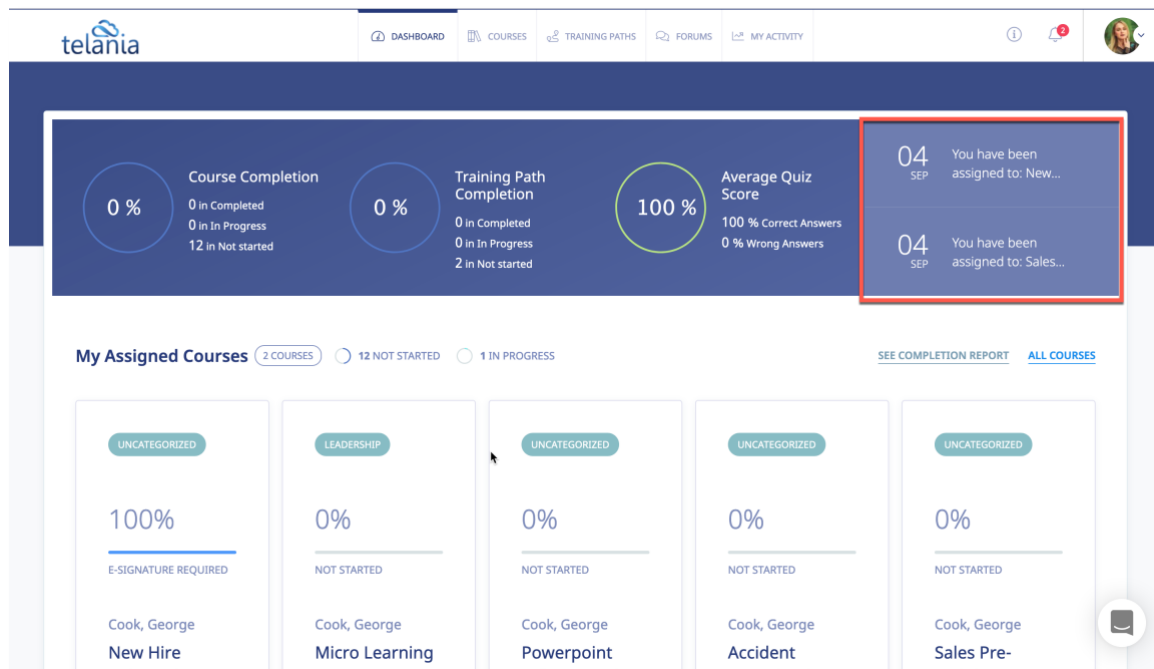 telania
DASHBOARD
COURSES
TRAINING PATHS
FORUMS
MY ACTIVITY
2
0 %
Course Completion
0 in Completed
0 in In Progress
12 in Not started
0 %
Training Path
Completion
0 in Completed
0 in In Progress
2 in Not started
100 %
Average Quiz
Score
100 % Correct Answers
0 % Wrong Answers
04
SEP
You have been
assigned to: New...
04
SEP
You have been
assigned to: Sales...
My Assigned Courses
2 COURSES
12 NOT STARTED
1 IN PROGRESS
SEE COMPLETION REPORT
ALL COURSES
UNCATEGORIZED
100%
E-SIGNATURE REQUIRED
Cook, George
New Hire
LEADERSHIP
0%
NOT STARTED
Cook, George
Micro Learning
UNCATEGORIZED
0%
NOT STARTED
Cook, George
Powerpoint
UNCATEGORIZED
0%
NOT STARTED
Cook, George
Accident
UNCATEGORIZED
0%
NOT STARTED
Cook, George
Sales Pre-